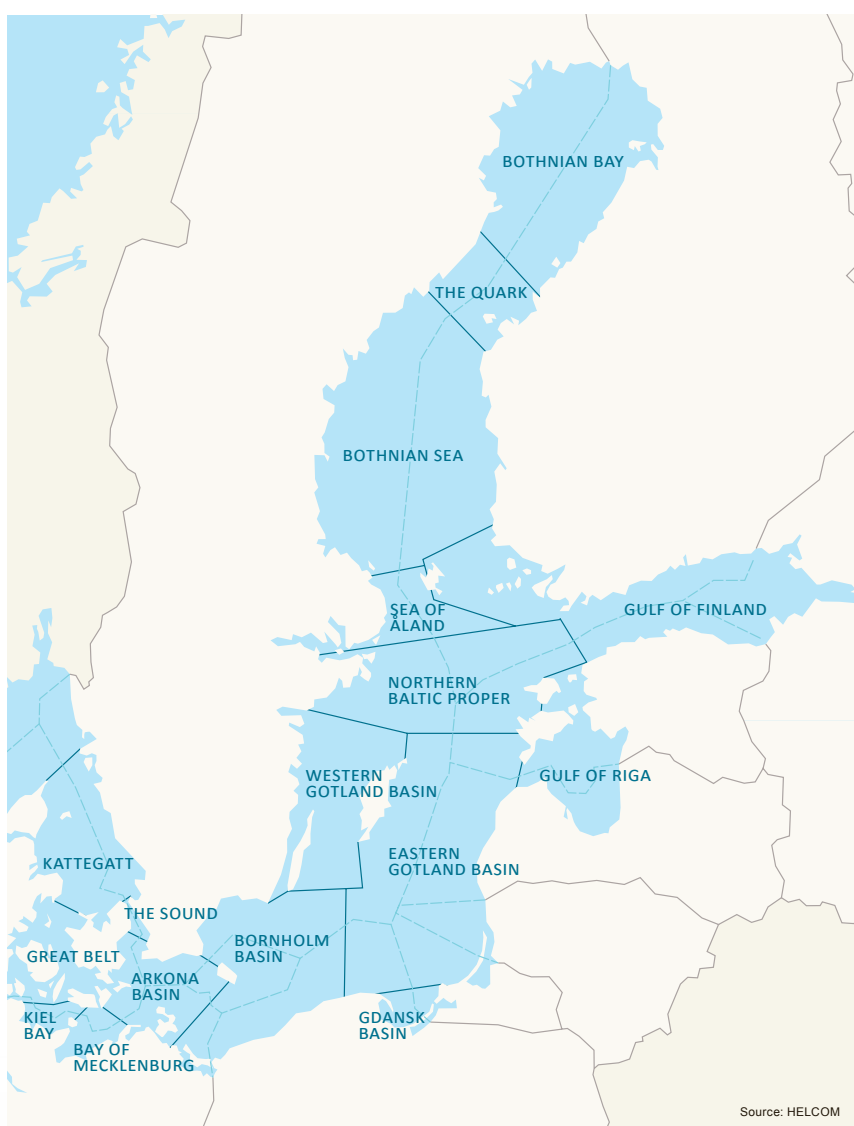 BOTHNIAN BAY
THE QUARK
BOTHNIAN SEA
SEA OF
ÅLAND
GULF OF FINLAND
NORTHERN
BALTIC PROPER
WESTERN
GOTLAND BASIN
GULF OF RIGA
EASTERN
GOTLAND BASIN
KATTEGATT
THE SOUND
BORNHOLM
BASIN
GREAT BELT
ARKONA
BASIN
KIEL
BAY
GDANSK
BASIN
BAY OF
MECKLENBURG
Source: HELCOM